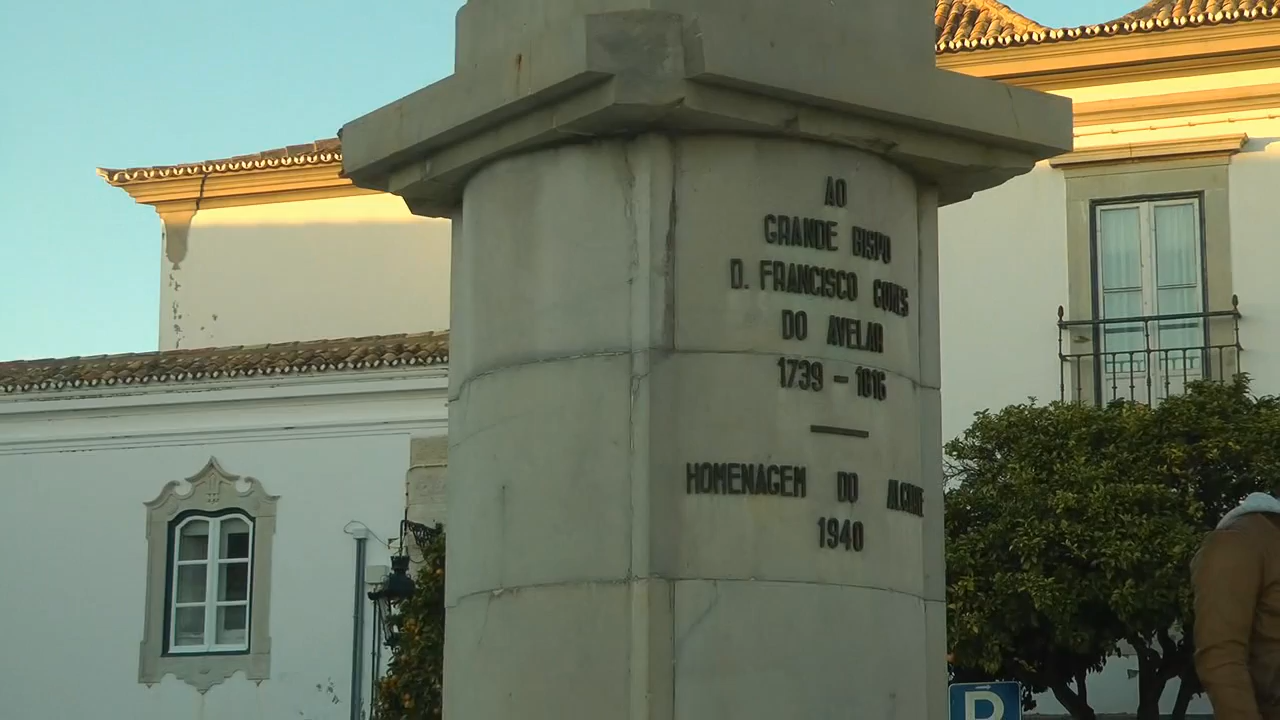 AO
GRANDE BISPO
D. FRANCISCO GOMES
DO AVELAR
1739 - 1816
HOMENAGEM DO ALGARVE
1940
P